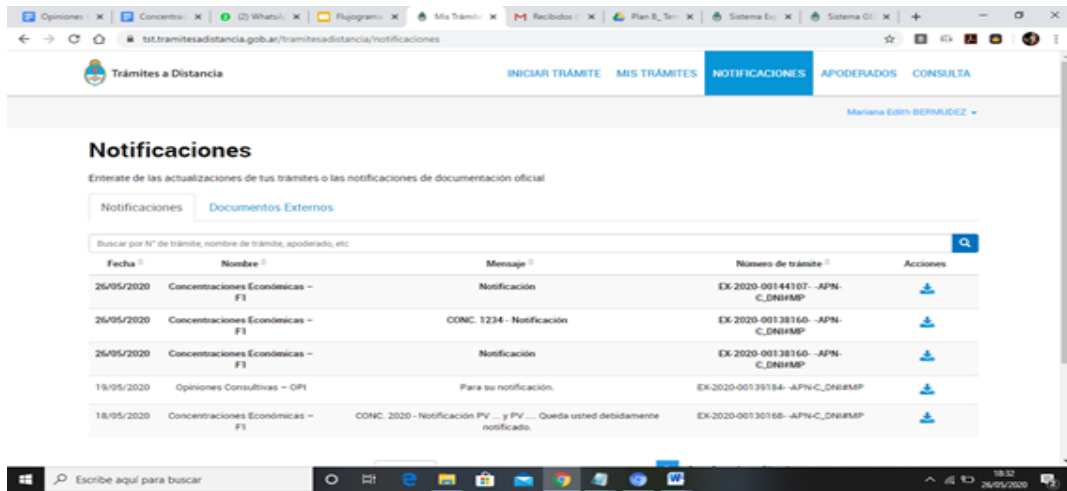 Opiniones
Concentrac
(2) WhatsA
Flujograma
Mis Trámite
Recibidos (
Plan B_Ter
Sistema Ex
Sistema GE
tst.tramitesadistancia.gob.ar/tramitesadistancia/notificaciones
Trámites a Distancia
INICIAR TRÁMITE MIS TRÁMITES NOTIFICACIONES APODERADOS CONSULTA
Mariana Edith BERMUDEZ
Notificaciones
Enterate de las actualizaciones de tus trámites o las notificaciones de documentación oficial
Notificaciones Documentos Externos
Buscar por N° de trámite, nombre de trámite, apoderado, etc
Fecha Nombre Mensaje Número de trámite Acciones
26/05/2020 Concentraciones Económicas – Notificación EX-2020-00144107- -APN-
F1 C_DNI#MP
26/05/2020 Concentraciones Económicas – CONC. 1234 - Notificación EX-2020-00138160- -APN-
F1 C_DNI#MP
26/05/2020 Concentraciones Económicas – Notificación EX-2020-00138160- -APN-
F1 C_DNI#MP
19/05/2020 Opiniones Consultivas – OPI Para su notificación. EX-2020-00139184- -APN-C_DNI#MP
18/05/2020 Concentraciones Económicas – CONC. 2020 - Notificación PV ... y PV .... Queda usted debidamente EX-2020-00130168- -APN-C_DNI#MP
F1 notificado.
Escribe aquí para buscar
18:32
26/05/2020